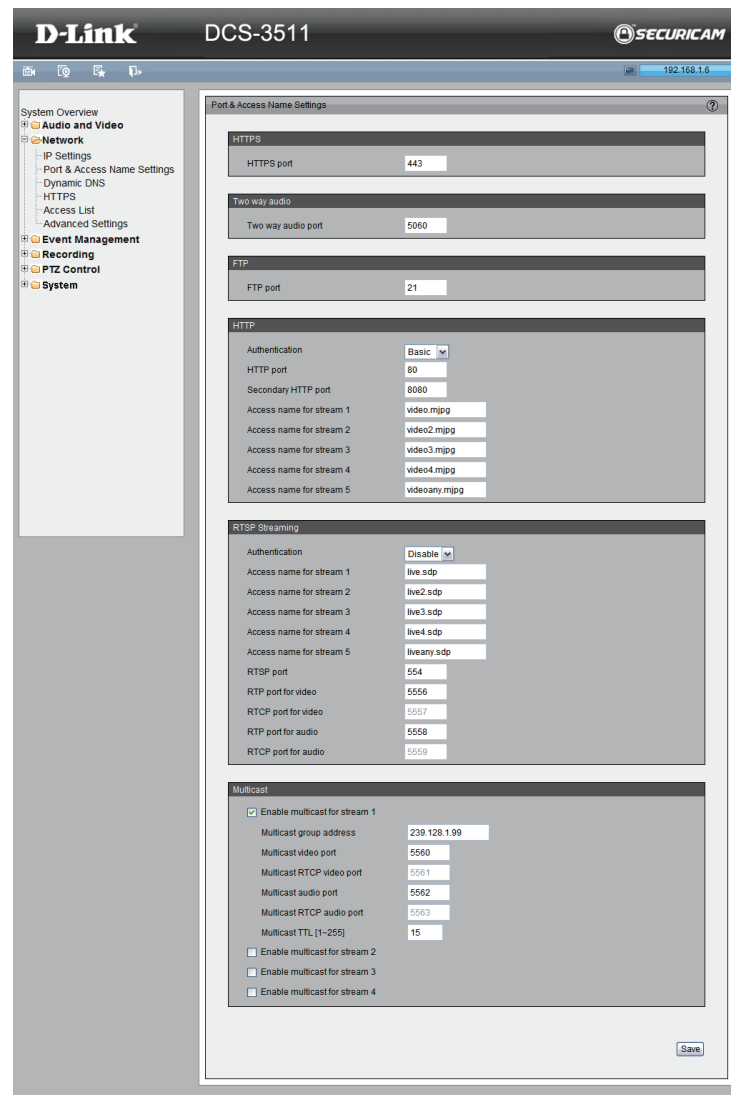 D-Link DCS-3511 SECURICAM
192.168.1.6
System Overview
Audio and Video
Network
IP Settings
Port & Access Name Settings
Dynamic DNS
HTTPS
Access List
Advanced Settings
Event Management
Recording
PTZ Control
System
Port & Access Name Settings
HTTPS
HTTPS port 443
Two way audio
Two way audio port 5060
FTP
FTP port 21
HTTP
Authentication Basic
HTTP port 80
Secondary HTTP port 8080
Access name for stream 1 video.mjpg
Access name for stream 2 video2.mjpg
Access name for stream 3 video3.mjpg
Access name for stream 4 video4.mjpg
Access name for stream 5 videoany.mjpg
RTSP Streaming
Authentication Disable
Access name for stream 1 live.sdp
Access name for stream 2 live2.sdp
Access name for stream 3 live3.sdp
Access name for stream 4 live4.sdp
Access name for stream 5 liveany.sdp
RTSP port 554
RTP port for video 5556
RTCP port for video 5557
RTP port for audio 5558
RTCP port for audio 5559
Multicast
Enable multicast for stream 1
Multicast group address 239.128.1.99
Multicast video port 5560
Multicast RTCP video port 5561
Multicast audio port 5562
Multicast RTCP audio port 5563
Multicast TTL [1~255] 15
Enable multicast for stream 2
Enable multicast for stream 3
Enable multicast for stream 4
Save